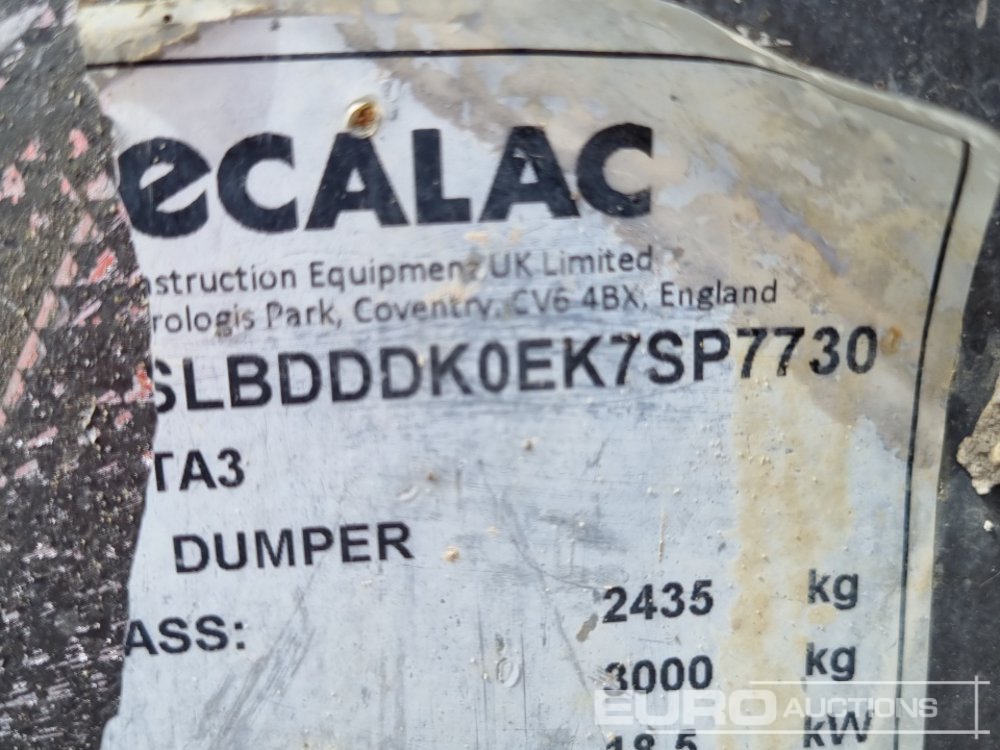 eCALAC
nstruction Equipment UK Limited
rologis Park, Coventry, CV6 4BX, England
SLBDDDK0EK7SP7730
TA3
DUMPER
2435 kg
ASS:
3000 kg
18.5 kW
EURO AUCTIONS